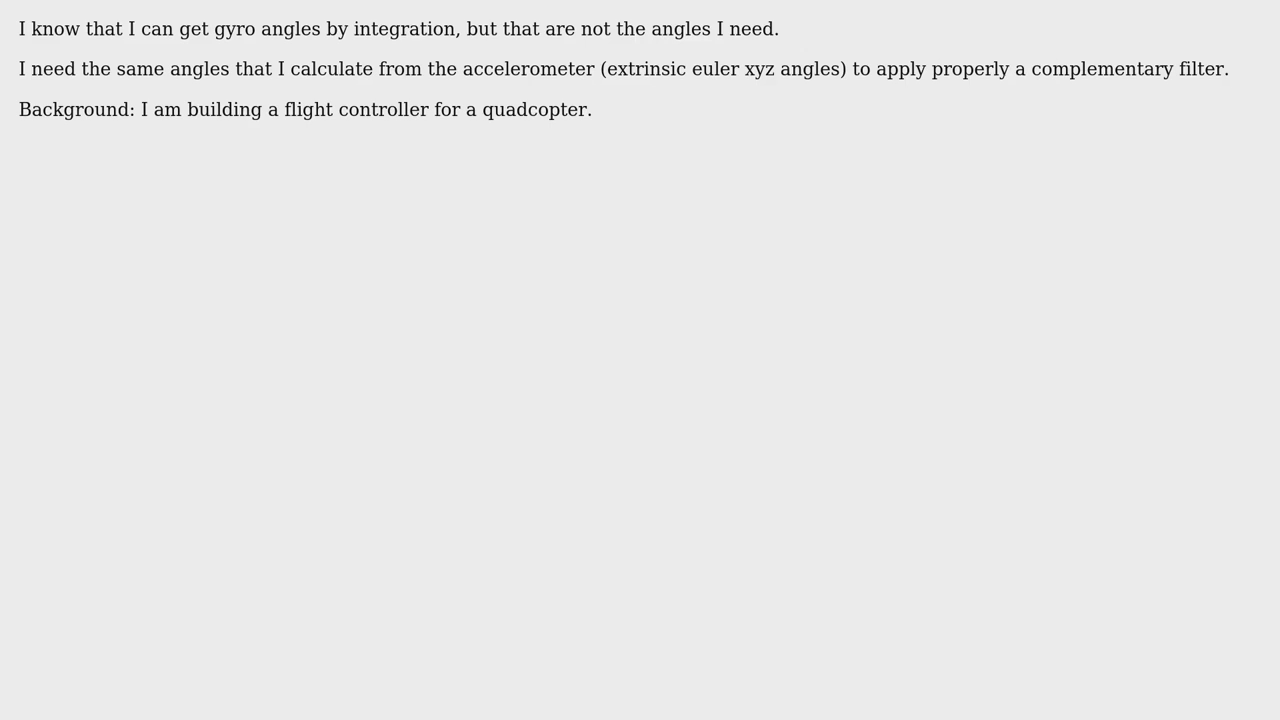 I know that I can get gyro angles by integration, but that are not the angles I need.
I need the same angles that I calculate from the accelerometer (extrinsic euler xyz angles) to apply properly a complementary filter.
Background: I am building a flight controller for a quadcopter.